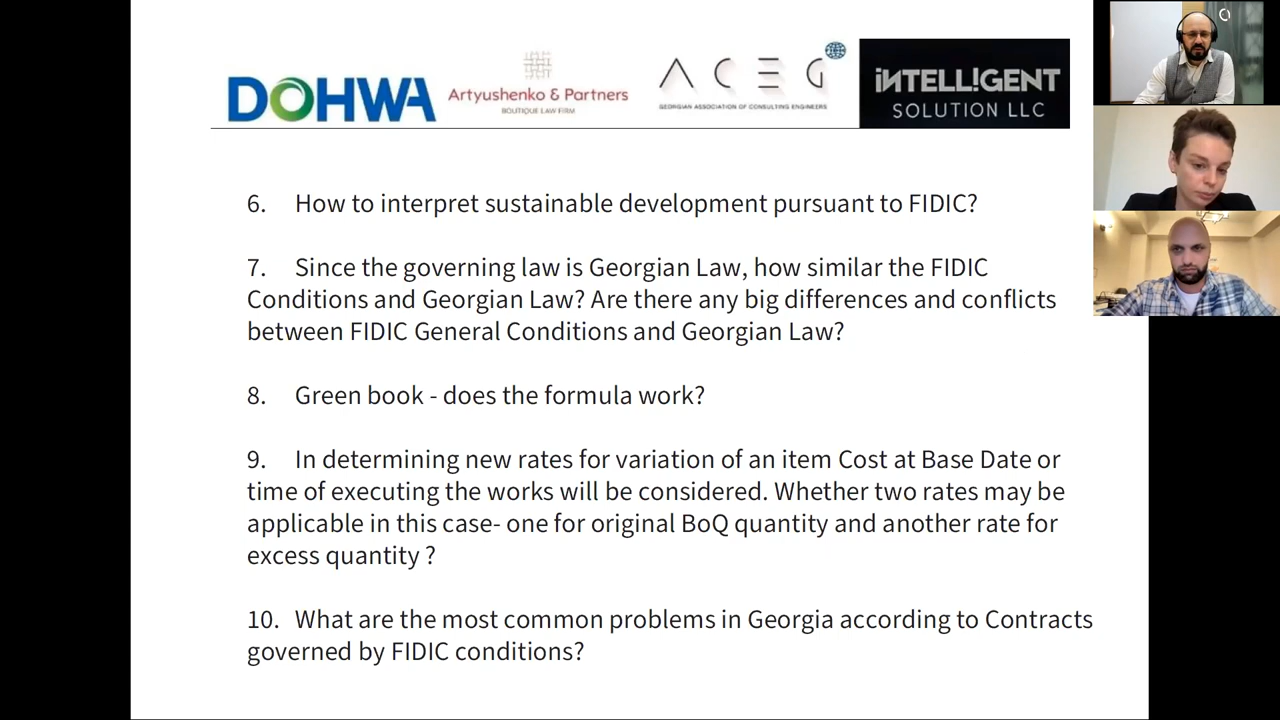 DOHWA
Artyushenko & Partners
BOUTIQUE LAW FIRM
ACEG
GEORGIAN ASSOCIATION OF CONSULTING ENGINEERS
iNTELL!GENT
SOLUTION LLC
6. How to interpret sustainable development pursuant to FIDIC?
7. Since the governing law is Georgian Law, how similar the FIDIC
Conditions and Georgian Law? Are there any big differences and conflicts
between FIDIC General Conditions and Georgian Law?
8. Green book - does the formula work?
9. In determining new rates for variation of an item Cost at Base Date or
time of executing the works will be considered. Whether two rates may be
applicable in this case- one for original BoQ quantity and another rate for
excess quantity ?
10. What are the most common problems in Georgia according to Contracts
governed by FIDIC conditions?